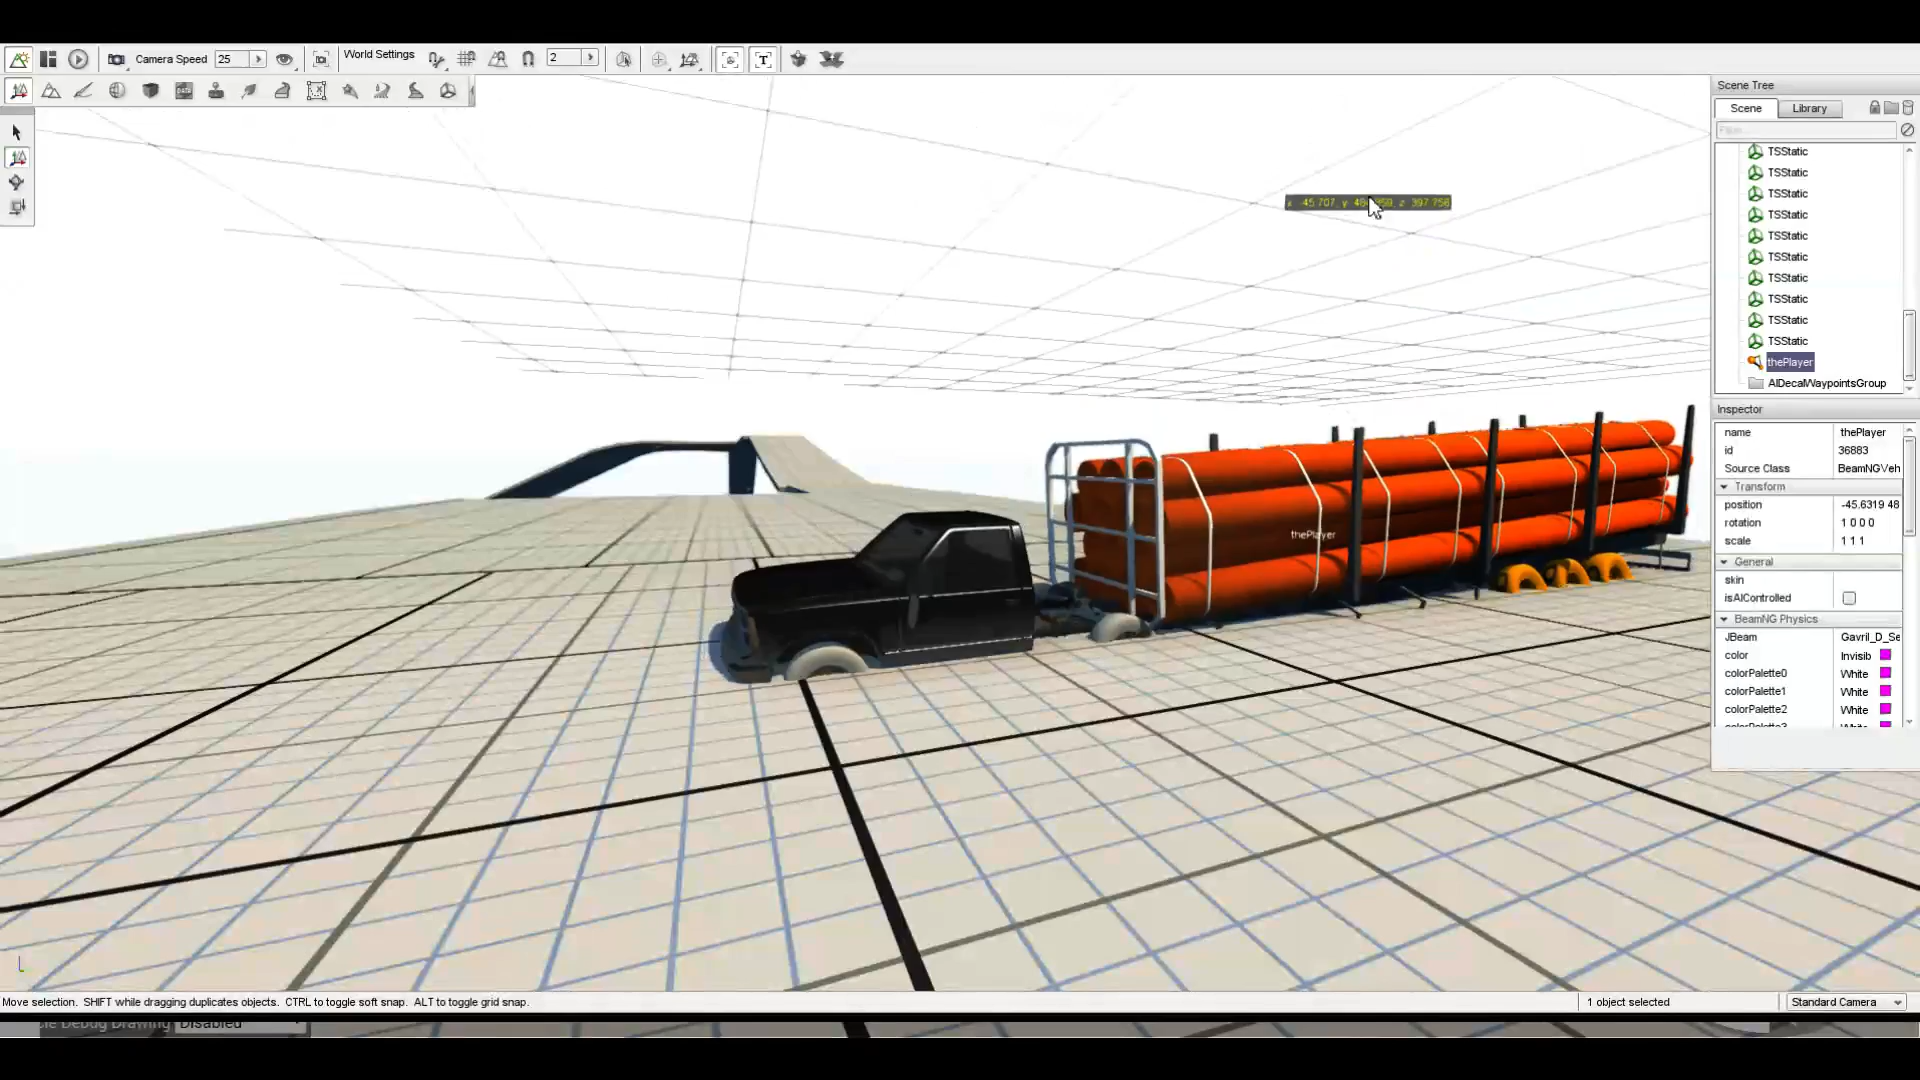 Camera Speed 25 World Settings 2
Scene Tree
Scene Library
TSStatic
TSStatic
TSStatic
TSStatic
TSStatic
TSStatic
TSStatic
TSStatic
TSStatic
TSStatic
thePlayer
AIDecalWaypointsGroup
Inspector
name thePlayer
id 36883
Source Class BeamNGVeh
Transform
position -45.6319 48
rotation 1 0 0 0
scale 1 1 1
General
skin
isAIControlled
BeamNG Physics
JBeam Gavril_D_Se
color Invisib
colorPalette0 White
colorPalette1 White
colorPalette2 White
thePlayer
Move selection. SHIFT while dragging duplicates objects. CTRL to toggle soft snap. ALT to toggle grid snap.
1 object selected
Standard Camera
Debug Drawing Disabled